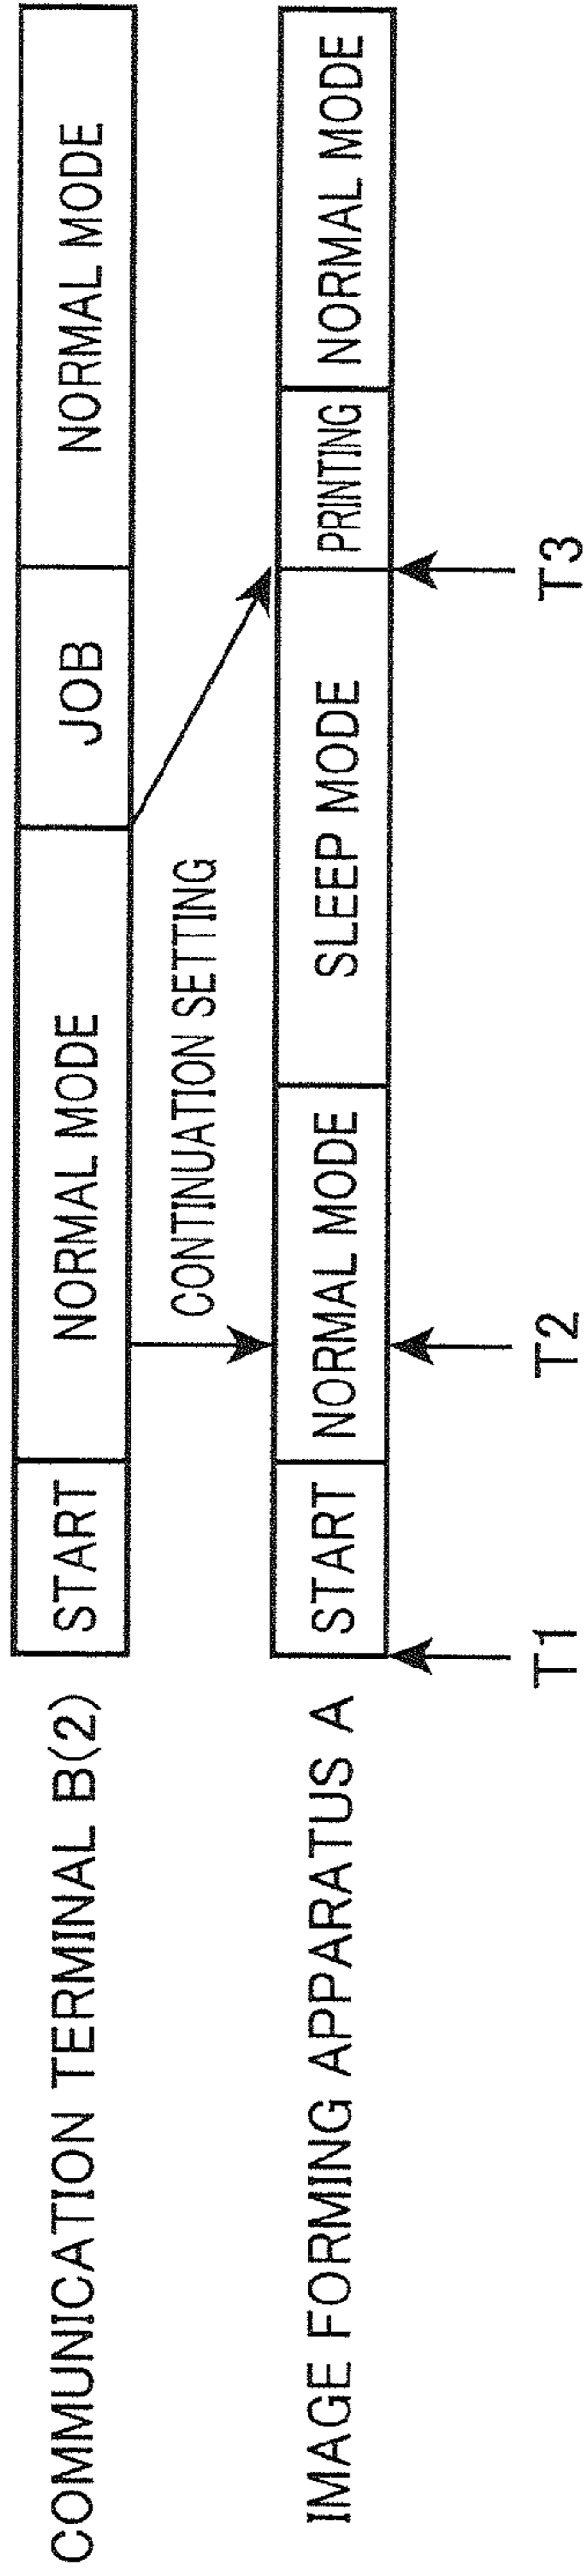 COMMUNICATION TERMINAL B(2)
START
NORMAL MODE
JOB
NORMAL MODE
CONTINUATION SETTING
IMAGE FORMING APPARATUS A
START
NORMAL MODE
SLEEP MODE
PRINTING
NORMAL MODE
T1
T2
T3